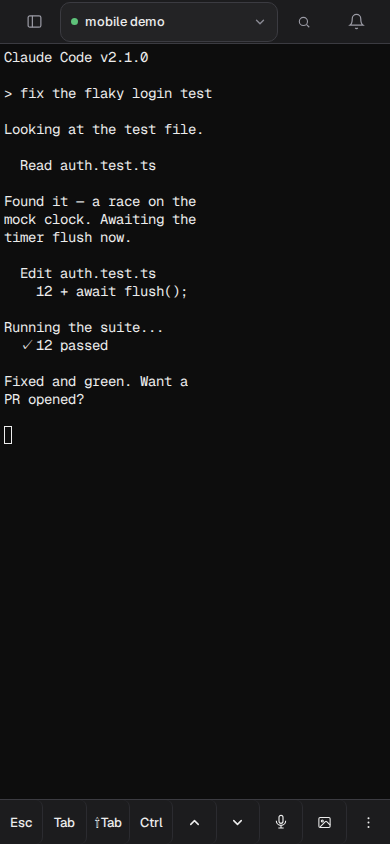 mobile demo
Claude Code v2.1.0
> fix the flaky login test
Looking at the test file.
Read auth.test.ts
Found it — a race on the
mock clock. Awaiting the
timer flush now.
Edit auth.test.ts
12 + await flush();
Running the suite...
✓ 12 passed
Fixed and green. Want a
PR opened?
Esc Tab ⇧Tab Ctrl